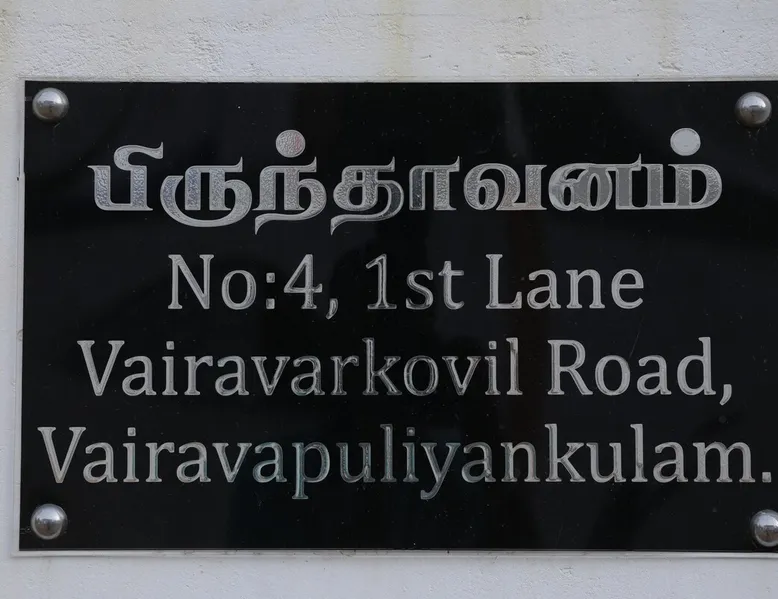 பிருந்தாவனம்
No:4, 1st Lane
Vairavarkovil Road,
Vairavapuliyankulam.